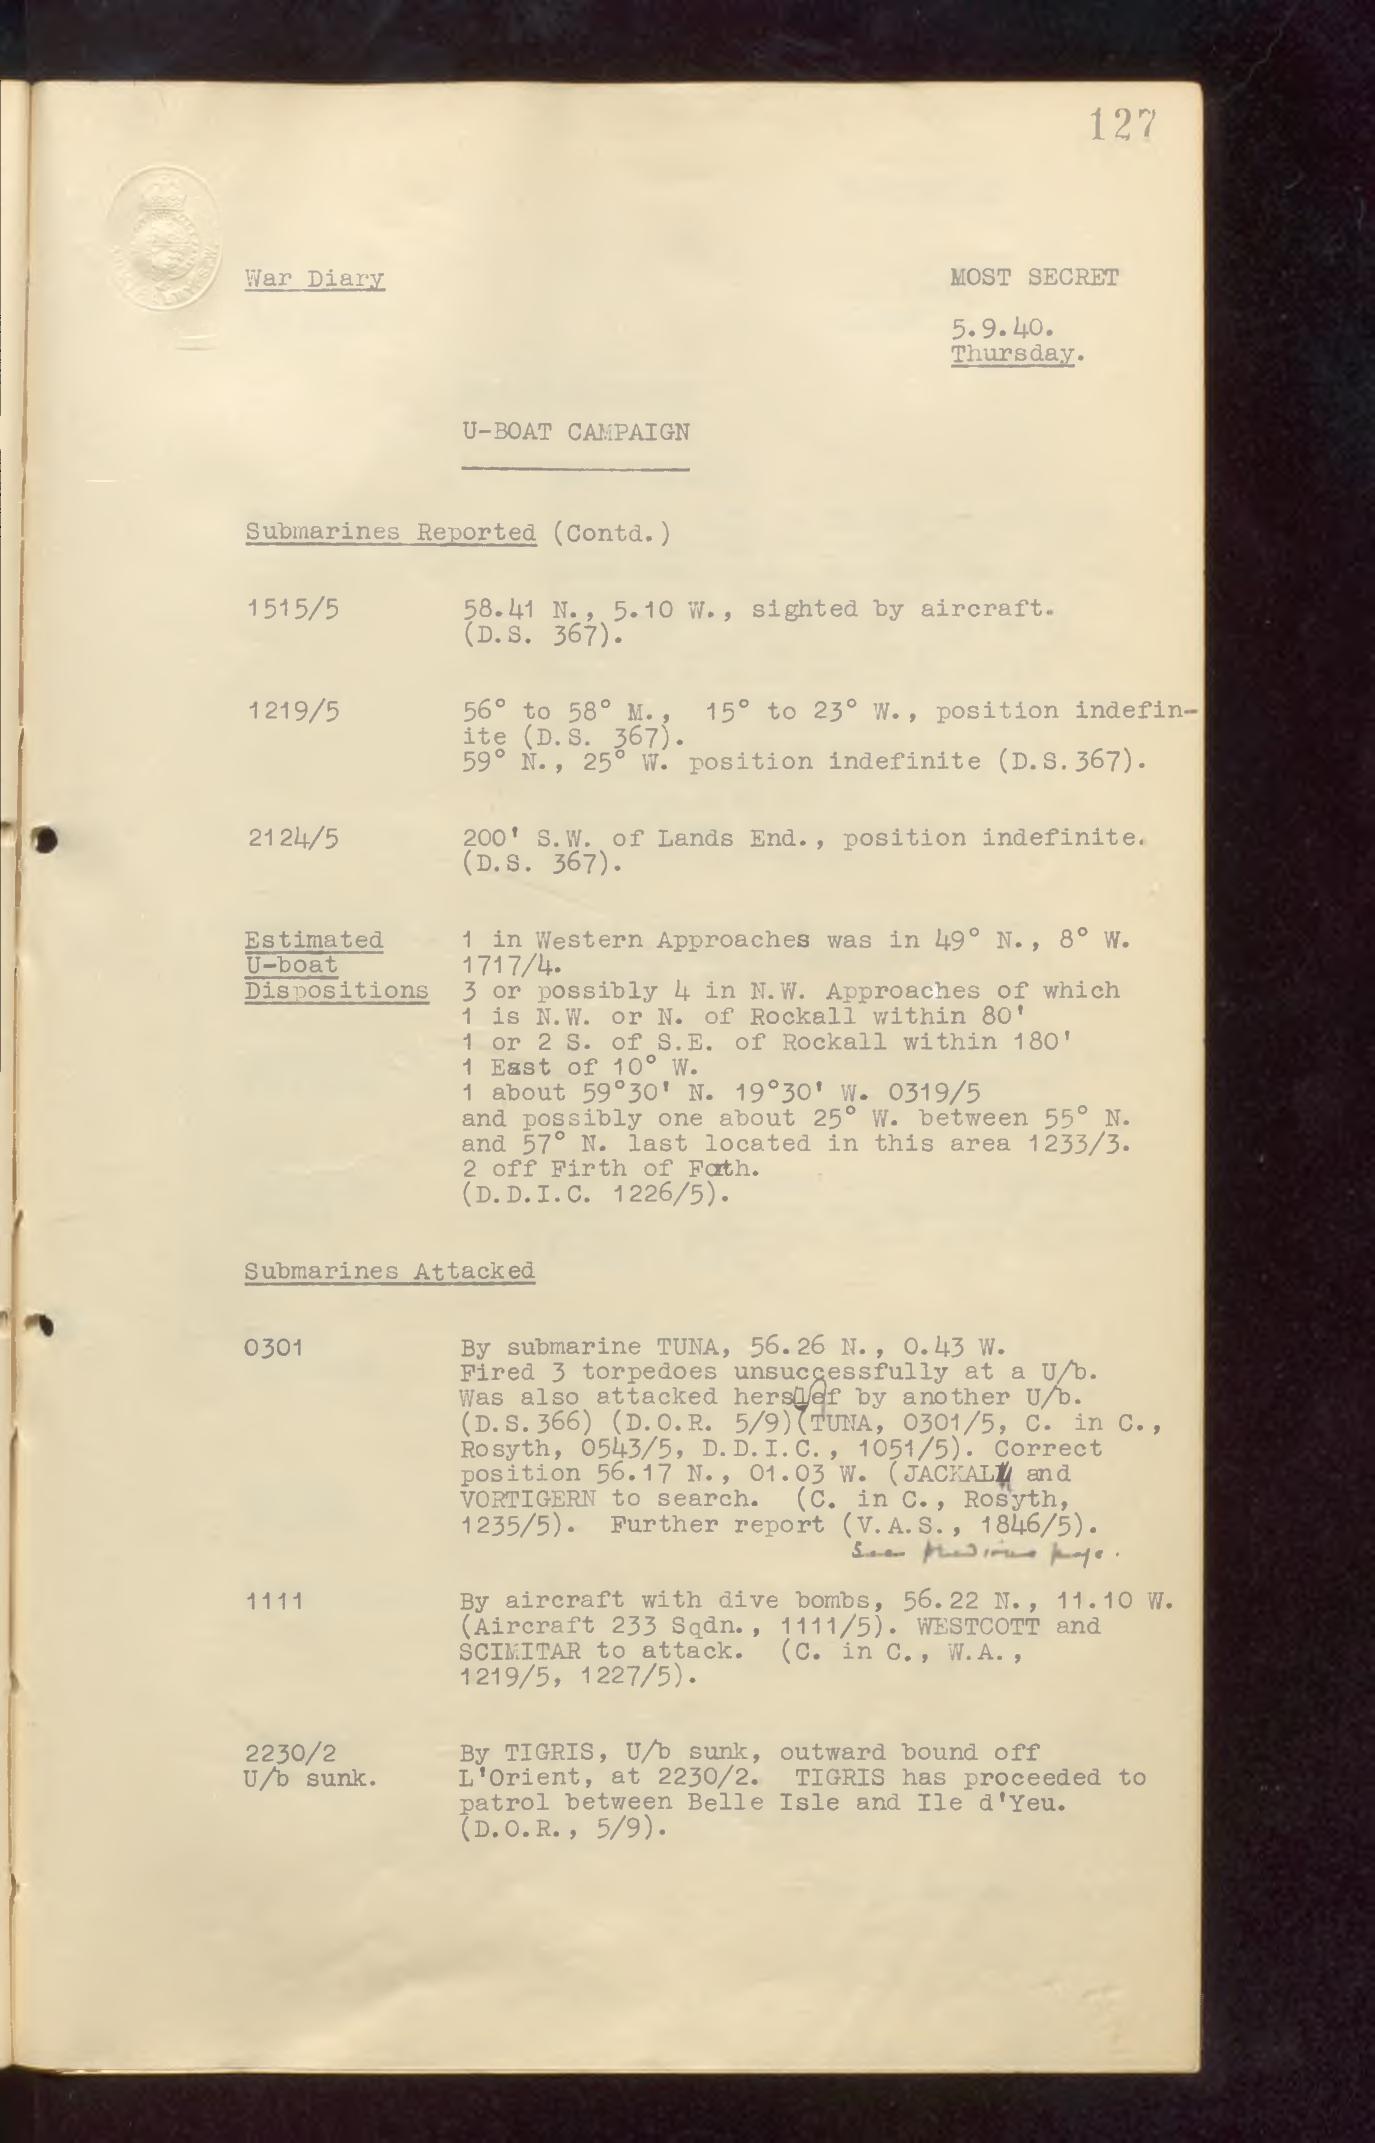 127
War Diary
MOST SECRET
5.9.40.
Thursday.
U-BOAT CAMPAIGN
Submarines Reported (Contd.)
1515/5 58.41 N., 5.10 W., sighted by aircraft.
(D.S. 367).
1219/5 56° to 58° M., 15° to 23° W., position indefin-
ite (D.S. 367).
59° N., 25° W. position indefinite (D.S.367).
2124/5 200' S.W. of Lands End., position indefinite.
(D.S. 367).
Estimated 1 in Western Approaches was in 49° N., 8° W.
U-boat 1717/4.
Dispositions 3 or possibly 4 in N.W. Approaches of which
1 is N.W. or N. of Rockall within 80'
1 or 2 S. of S.E. of Rockall within 180'
1 East of 10° W.
1 about 59°30' N. 19°30' W. 0319/5
and possibly one about 25° W. between 55° N.
and 57° N. last located in this area 1233/3.
2 off Firth of Forth.
(D.D.I.C. 1226/5).
Submarines Attacked
0301 By submarine TUNA, 56.26 N., 0.43 W.
Fired 3 torpedoes unsuccessfully at a U/b.
Was also attacked herself by another U/b.
(D.S.366) (D.O.R. 5/9)(TUNA, 0301/5, C. in C.,
Rosyth, 0543/5, D.D.I.C., 1051/5). Correct
position 56.17 N., 01.03 W. (JACKAL and
VORTIGERN to search. (C. in C., Rosyth,
1235/5). Further report (V.A.S., 1846/5).
See previous page.
1111 By aircraft with dive bombs, 56.22 N., 11.10 W.
(Aircraft 233 Sqdn., 1111/5). WESTCOTT and
SCIMITAR to attack. (C. in C., W.A.,
1219/5, 1227/5).
2230/2 By TIGRIS, U/b sunk, outward bound off
U/b sunk. L'Orient, at 2230/2. TIGRIS has proceeded to
patrol between Belle Isle and Ile d'Yeu.
(D.O.R., 5/9).